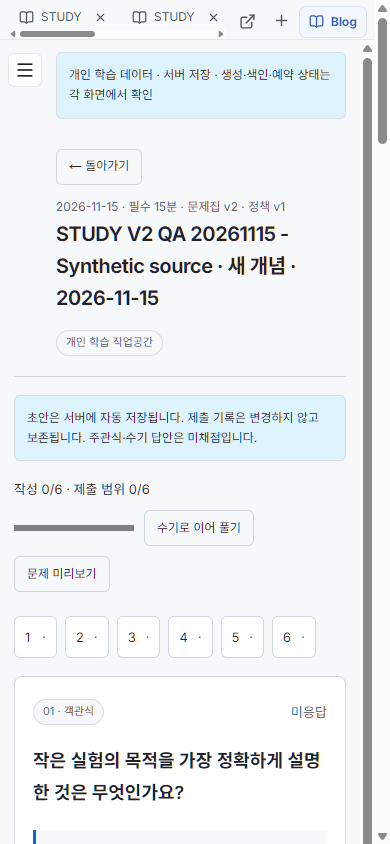 STUDY
STUDY
Blog
개인 학습 데이터 · 서버 저장 · 생성·색인·예약 상태는
각 화면에서 확인
← 돌아가기
2026-11-15 · 필수 15분 · 문제집 v2 · 정책 v1
STUDY V2 QA 20261115 -
Synthetic source · 새 개념 ·
2026-11-15
개인 학습 작업공간
초안은 서버에 자동 저장됩니다. 제출 기록은 변경하지 않고
보존됩니다. 주관식·수기 답안은 미채점입니다.
작성 0/6 · 제출 범위 0/6
수기로 이어 풀기
문제 미리보기
1 · 2 · 3 · 4 · 5 · 6 ·
01 · 객관식
미응답
작은 실험의 목적을 가장 정확하게 설명
한 것은 무엇인가요?